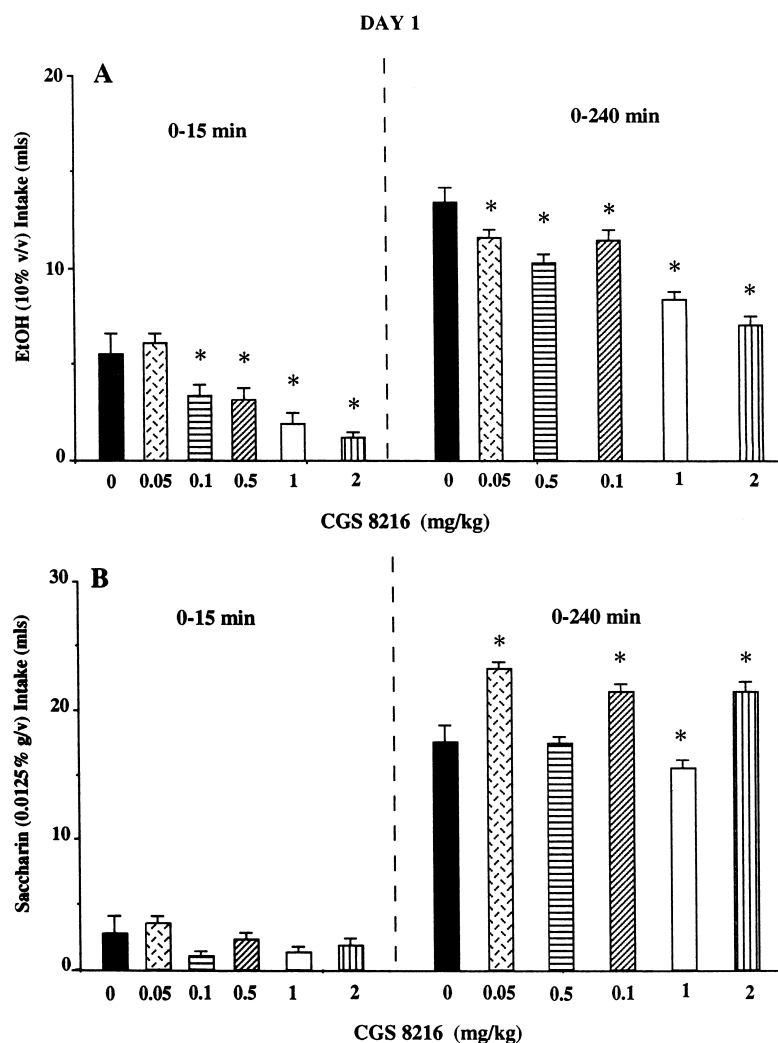 DAY 1
A
20
10
0
EtOH (10% v/v) Intake (mls)
0-15 min
0-240 min
* * * *
* * * * *
0 0.05 0.1 0.5 1 2 0 0.05 0.5 0.1 1 2
CGS 8216 (mg/kg)
B
30
20
10
0
Saccharin (0.0125% g/v) Intake (mls)
0-15 min
0-240 min
* * * *
0 0.05 0.1 0.5 1 2 0 0.05 0.5 0.1 1 2
CGS 8216 (mg/kg)